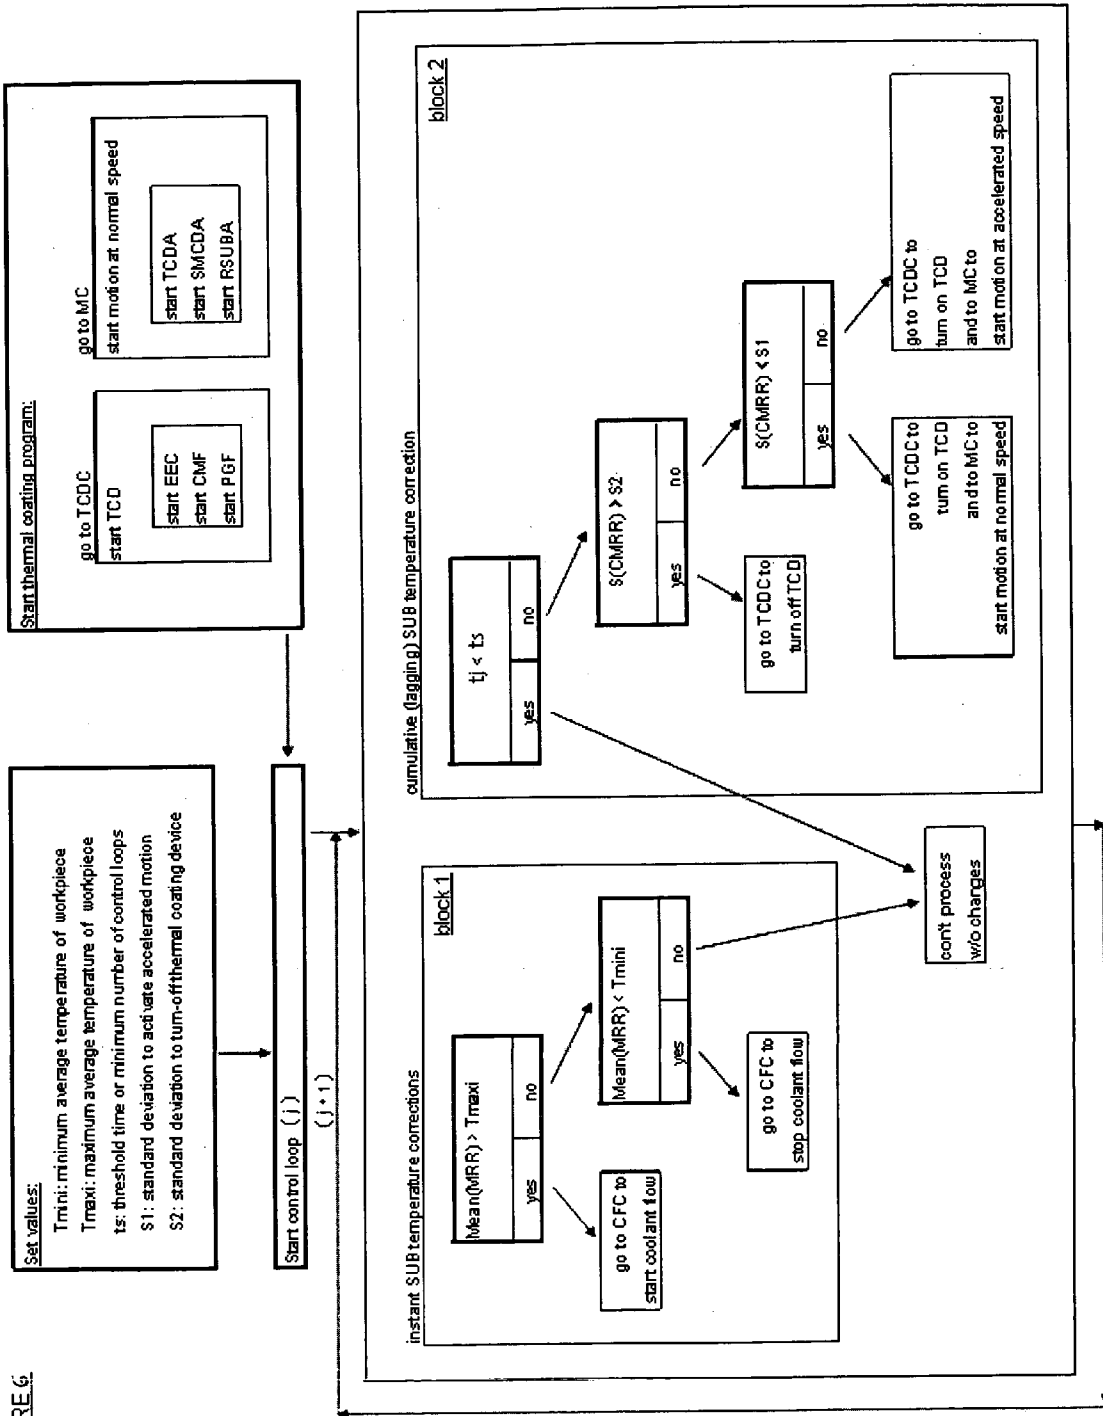 RE 6
Set values:
Tmini: minimum average temperature of workpiece
Tmaxi: maximum average temperature of workpiece
ts: threshold time or minimum number of control loops
S1: standard deviation to activate accelerated motion
S2: standard deviation to turn-off thermal coating device
Start thermal coating program:
go to TCDC
start TCD
start EEC
start CMF
start PGF
go to MC
start motion at normal speed
start TCDA
start SMCDA
start RSUBA
Start control loop (j)
(j+1)
instant SUB temperature corrections
block 1
Mean(MRR) > Tmaxi
yes
no
go to CFC to
start coolant flow
Mean(MRR) < Tmini
yes
no
go to CFC to
stop coolant flow
con't process
w/o changes
cumulative (lagging) SUB temperature correction
block 2
tj < ts
yes
no
S(CMRR) > S2
yes
no
go to TCDC to
turn off TCD
S(CMRR) < S1
yes
no
go to TCDC to
turn on TCD
and to MC to
start motion at normal speed
go to TCDC to
turn on TCD
and to MC to
start motion at accelerated speed